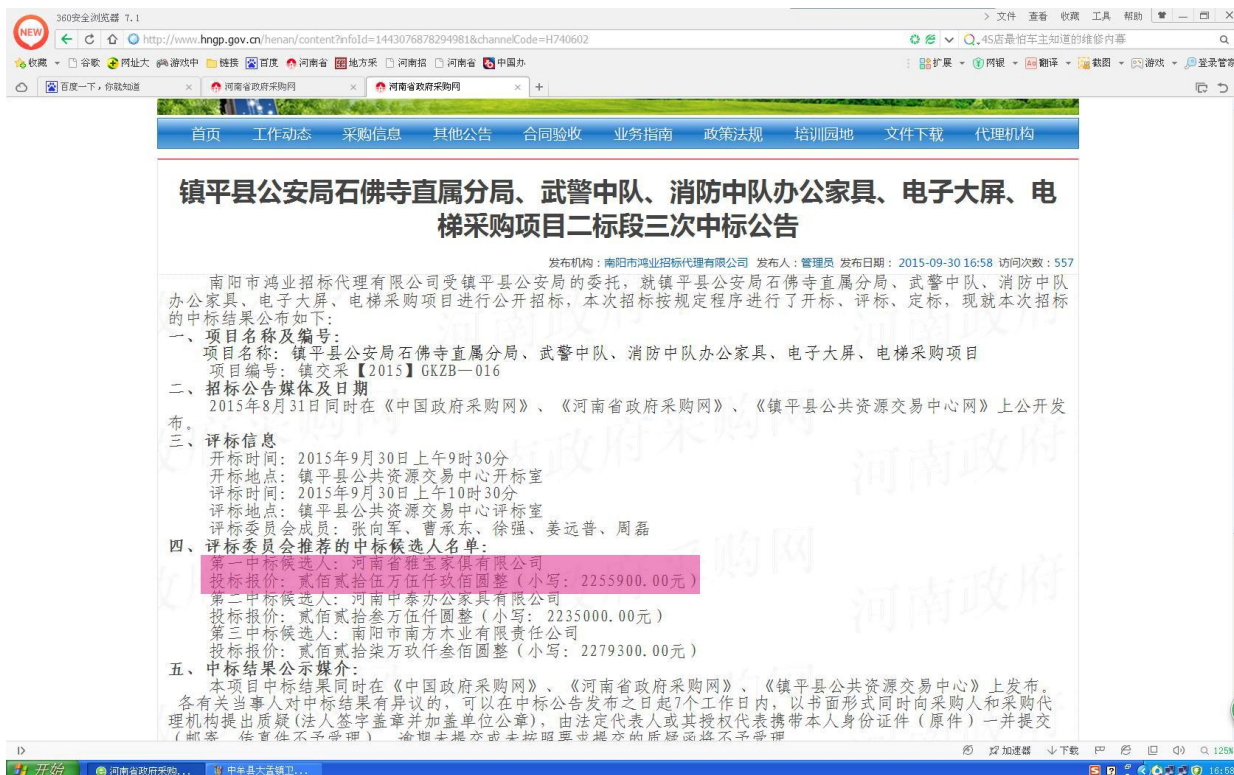 360安全浏览器 7.1
文件 查看 收藏 工具 帮助
NEW
http://www.hngp.gov.cn/henan/content?infoId=1443076878294981&channelCode=H740602
4S店最怕车主知道的维修内幕
收藏 谷歌 网址大 游戏中 链接 百度 河南省 地方采 河南招 河南省 中国办
扩展 网银 翻译 截图 游戏 登录管家
百度一下,你就知道 河南省政府采购网 河南省政府采购网
首页 工作动态 采购信息 其他公告 合同验收 业务指南 政策法规 培训园地 文件下载 代理机构
镇平县公安局石佛寺直属分局、武警中队、消防中队办公家具、电子大屏、电
梯采购项目二标段三次中标公告
发布机构：南阳市鸿业招标代理有限公司 发布人：管理员 发布日期： 2015-09-30 16:58 访问次数：557
南阳市鸿业招标代理有限公司受镇平县公安局的委托，就镇平县公安局石佛寺直属分局、武警中队、消防中队
办公家具、电子大屏、电梯采购项目进行公开招标，本次招标按规定程序进行了开标、评标、定标，现就本次招标
的中标结果公布如下：
一、项目名称及编号：
项目名称：镇平县公安局石佛寺直属分局、武警中队、消防中队办公家具、电子大屏、电梯采购项目
项目编号：镇交采【2015】GKZB—016
二、招标公告媒体及日期
2015年8月31日同时在《中国政府采购网》、《河南省政府采购网》、《镇平县公共资源交易中心网》上公开发
布。
三、评标信息
开标时间：2015年9月30日上午9时30分
开标地点：镇平县公共资源交易中心开标室
评标时间：2015年9月30日上午10时30分
评标地点：镇平县公共资源交易中心评标室
评标委员会成员：张向军、曹承东、徐强、姜远普、周磊
四、评标委员会推荐的中标候选人名单：
第一中标候选人：河南省雅宝家俱有限公司
投标报价：贰佰贰拾伍万伍仟玖佰圆整（小写：2255900.00元）
第二中标候选人：河南中泰办公家具有限公司
投标报价：贰佰贰拾叁万伍仟圆整（小写：2235000.00元）
第三中标候选人：南阳市南方木业有限责任公司
投标报价：贰佰贰拾柒万玖仟叁佰圆整（小写：2279300.00元）
五、中标结果公示媒介：
本项目中标结果同时在《中国政府采购网》、《河南省政府采购网》、《镇平县公共资源交易中心》上发布。
各有关当事人对中标结果有异议的，可以在中标公告发布之日起7个工作日内，以书面形式同时向采购人和采购代
理机构提出质疑(法人签字盖章并加盖单位公章)，由法定代表人或其授权代表携带本人身份证件（原件）一并提交
（邮寄、传真件不予受理），逾期未提交或未按照要求提交的质疑函将不予受理
加速器 下载 125%
开始 河南省政府采购... 中牟县大孟镇卫... 16:58